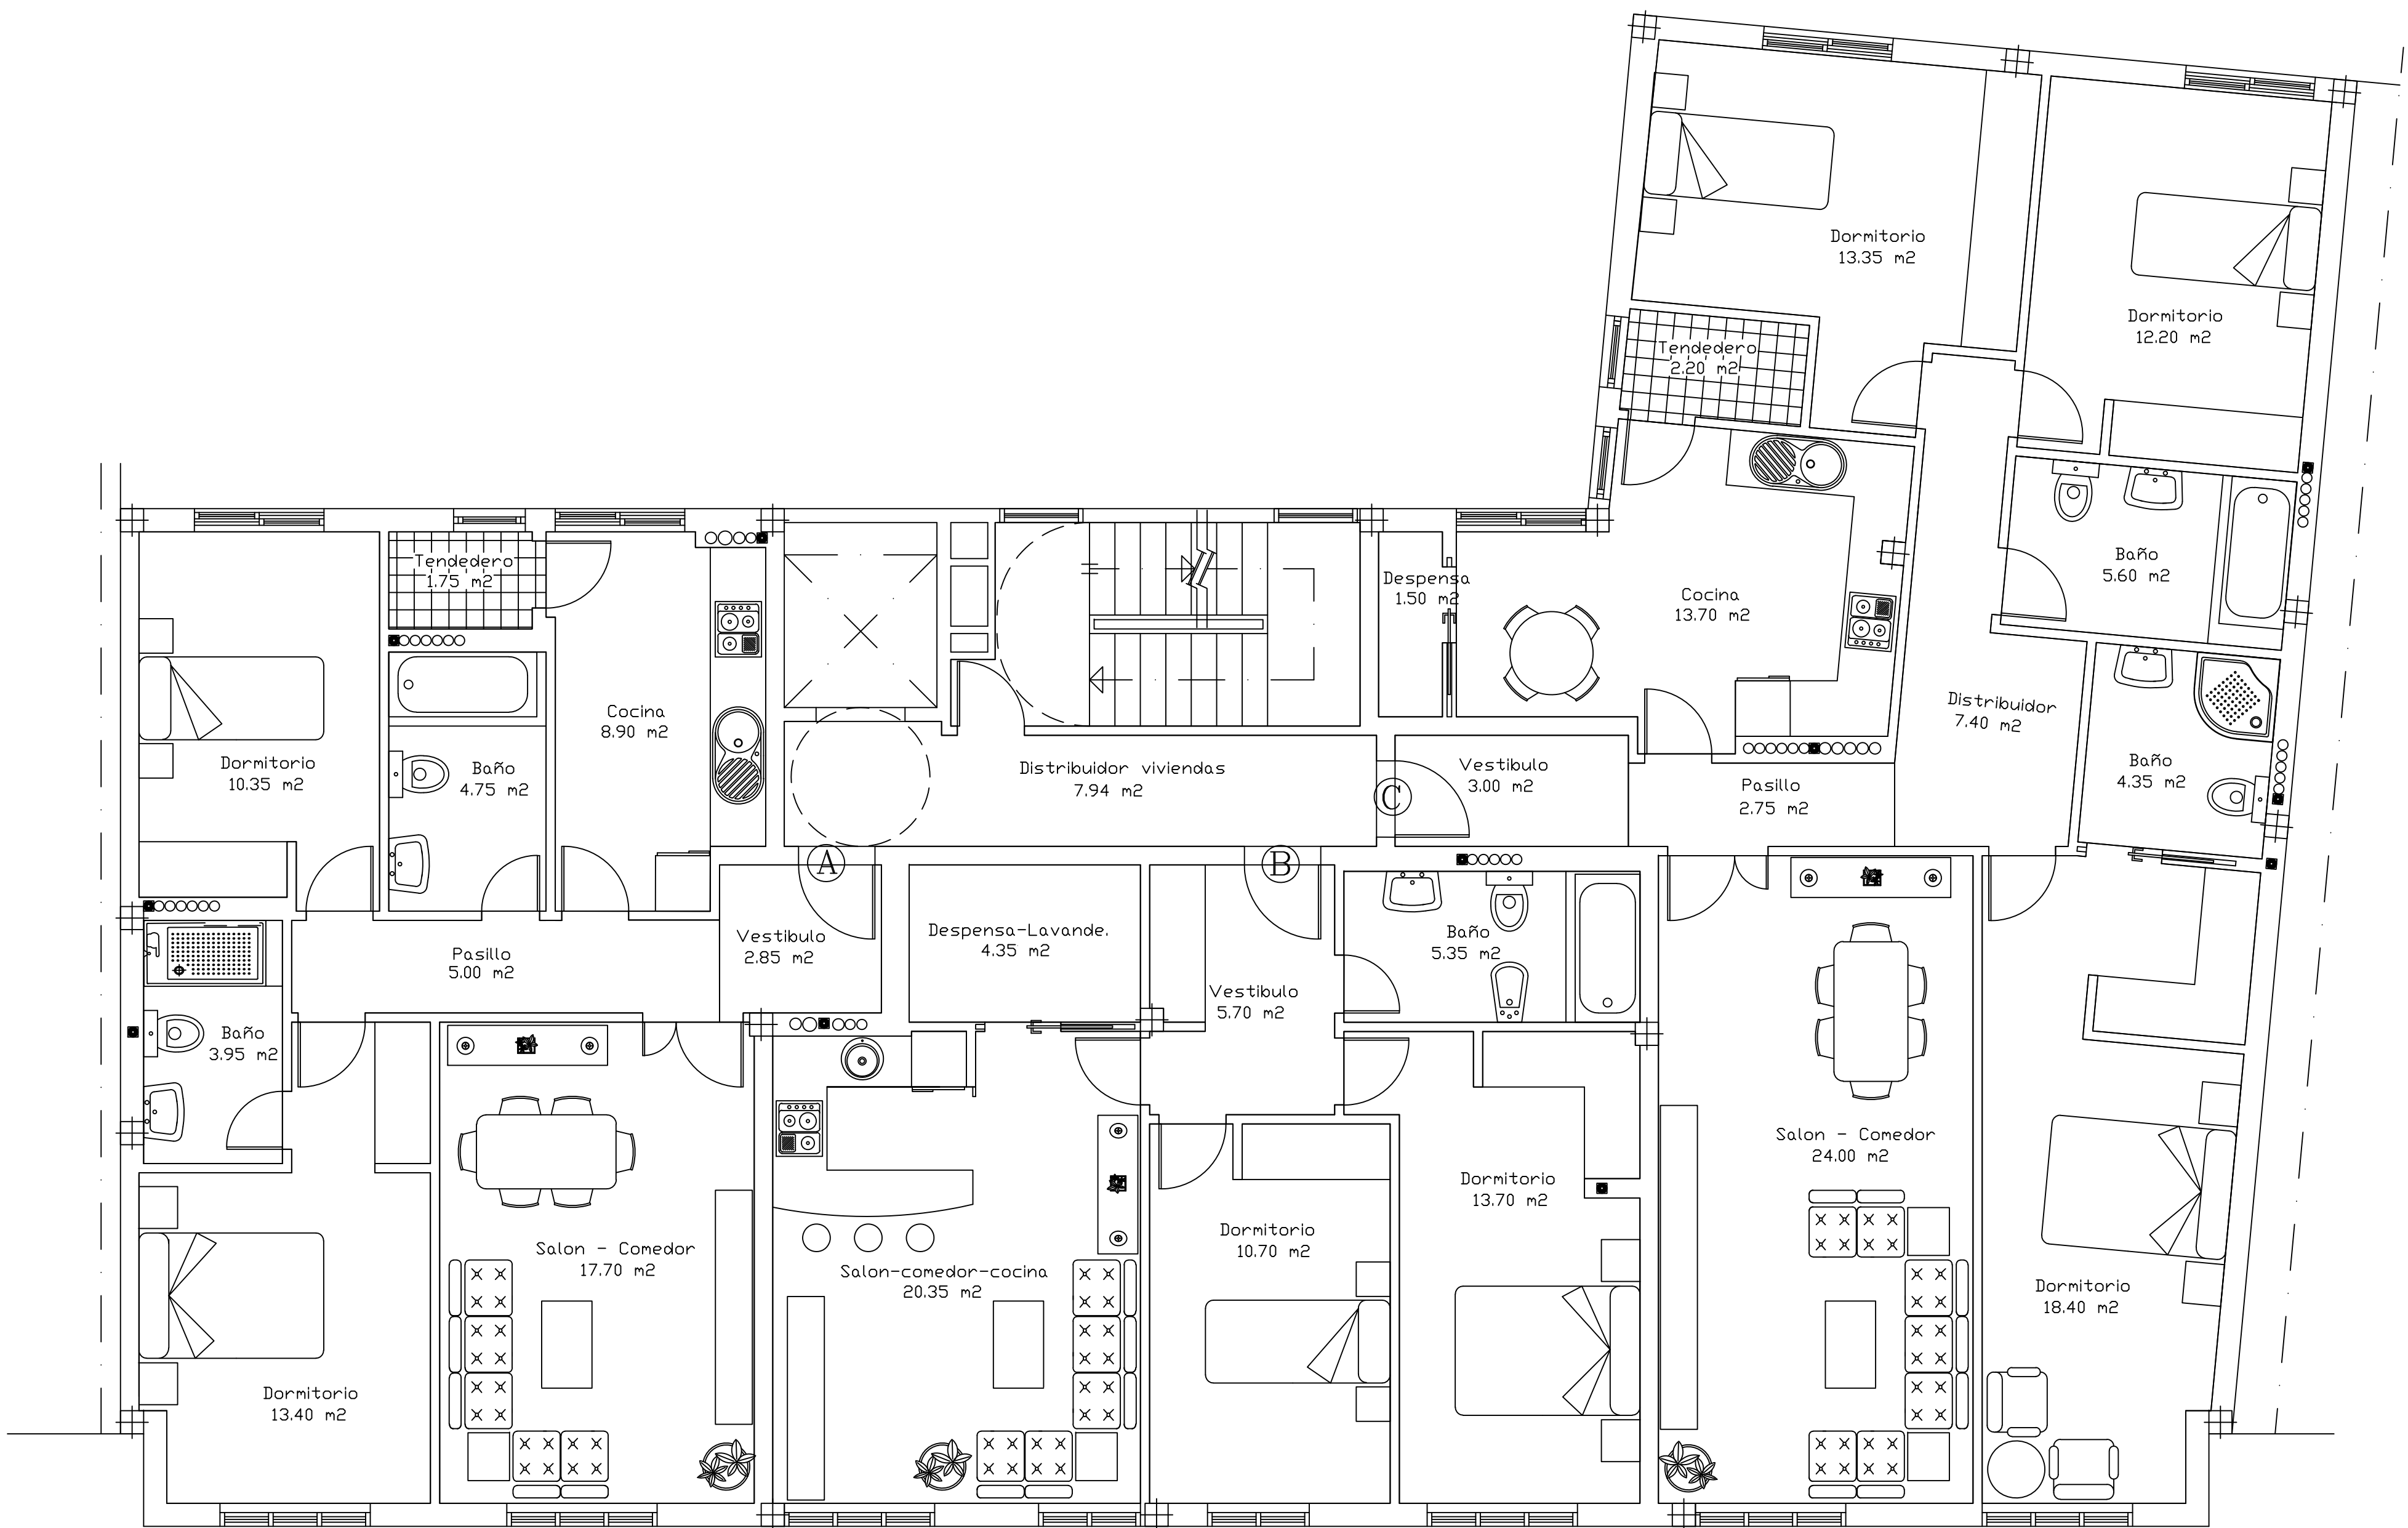 Dormitorio
13.35 m2
Dormitorio
12.20 m2
Tendedero
2.20 m2
Tendedero
1.75 m2
Despensa
1.50 m2
Cocina
13.70 m2
Baño
5.60 m2
Cocina
8.90 m2
Distribuidor
7.40 m2
Dormitorio
10.35 m2
Baño
4.75 m2
Distribuidor viviendas
7.94 m2
Vestibulo
3.00 m2
Pasillo
2.75 m2
Baño
4.35 m2
C
A
B
Pasillo
5.00 m2
Vestibulo
2.85 m2
Despensa-Lavande.
4.35 m2
Vestibulo
5.70 m2
Baño
5.35 m2
Baño
3.95 m2
Salon - Comedor
24.00 m2
Dormitorio
13.70 m2
Salon - Comedor
17.70 m2
Salon-comedor-cocina
20.35 m2
Dormitorio
10.70 m2
Dormitorio
18.40 m2
Dormitorio
13.40 m2